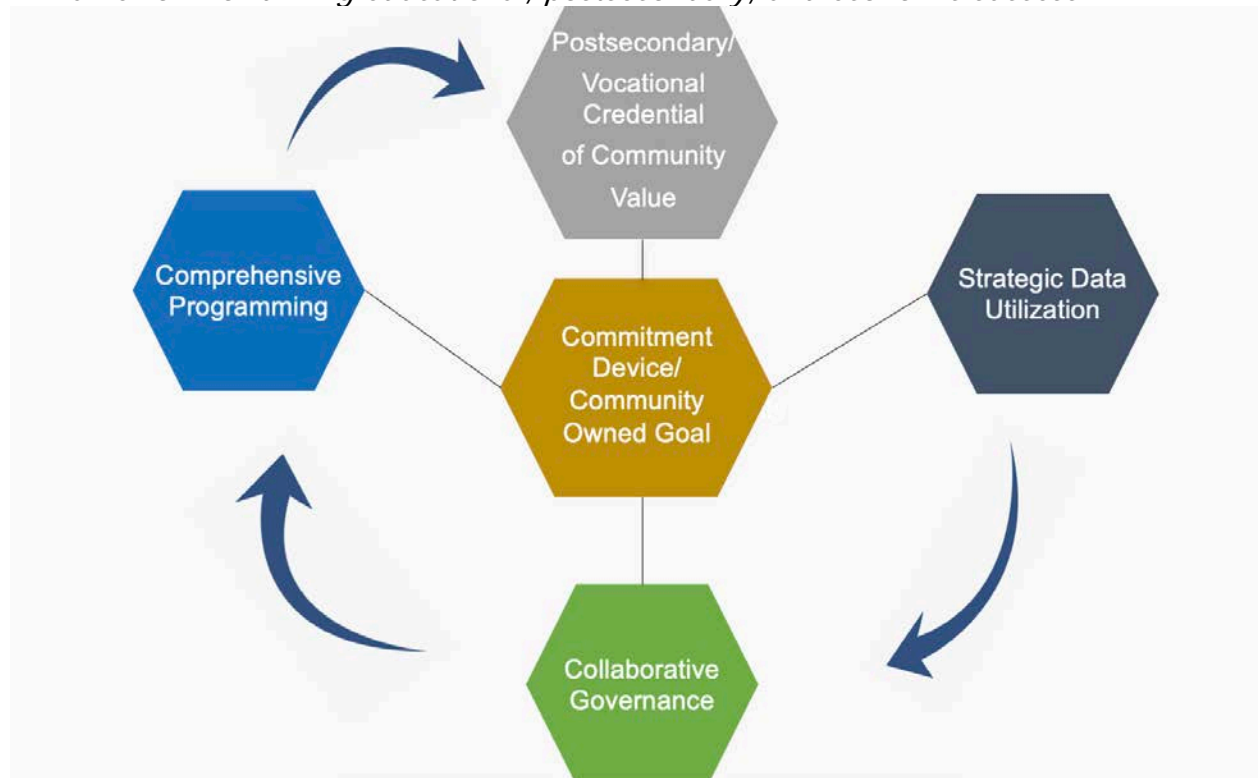 Postsecondary/
Vocational
Credential
of Community
Value
Comprehensive
Programming
Strategic Data
Utilization
Commitment
Device/
Community
Owned Goal
Collaborative
Governance